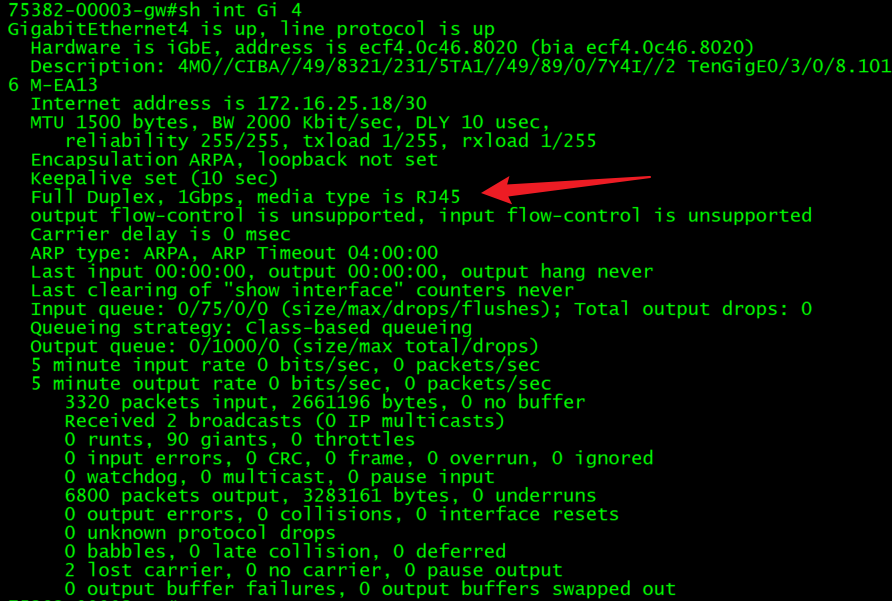 75382-00003-gw#sh int Gi 4
GigabitEthernet4 is up, line protocol is up
Hardware is iGbE, address is ecf4.0c46.8020 (bia ecf4.0c46.8020)
Description: 4M0//CIBA//49/8321/231/5TA1//49/89/0/7Y4I//2 TenGigE0/3/0/8.101
6 M-EA13
Internet address is 172.16.25.18/30
MTU 1500 bytes, BW 2000 Kbit/sec, DLY 10 usec,
reliability 255/255, txload 1/255, rxload 1/255
Encapsulation ARPA, loopback not set
Keepalive set (10 sec)
Full Duplex, 1Gbps, media type is RJ45
output flow-control is unsupported, input flow-control is unsupported
Carrier delay is 0 msec
ARP type: ARPA, ARP Timeout 04:00:00
Last input 00:00:00, output 00:00:00, output hang never
Last clearing of "show interface" counters never
Input queue: 0/75/0/0 (size/max/drops/flushes); Total output drops: 0
Queueing strategy: Class-based queueing
Output queue: 0/1000/0 (size/max total/drops)
5 minute input rate 0 bits/sec, 0 packets/sec
5 minute output rate 0 bits/sec, 0 packets/sec
3320 packets input, 2661196 bytes, 0 no buffer
Received 2 broadcasts (0 IP multicasts)
0 runts, 90 giants, 0 throttles
0 input errors, 0 CRC, 0 frame, 0 overrun, 0 ignored
0 watchdog, 0 multicast, 0 pause input
6800 packets output, 3283161 bytes, 0 underruns
0 output errors, 0 collisions, 0 interface resets
0 unknown protocol drops
0 babbles, 0 late collision, 0 deferred
2 lost carrier, 0 no carrier, 0 pause output
0 output buffer failures, 0 output buffers swapped out